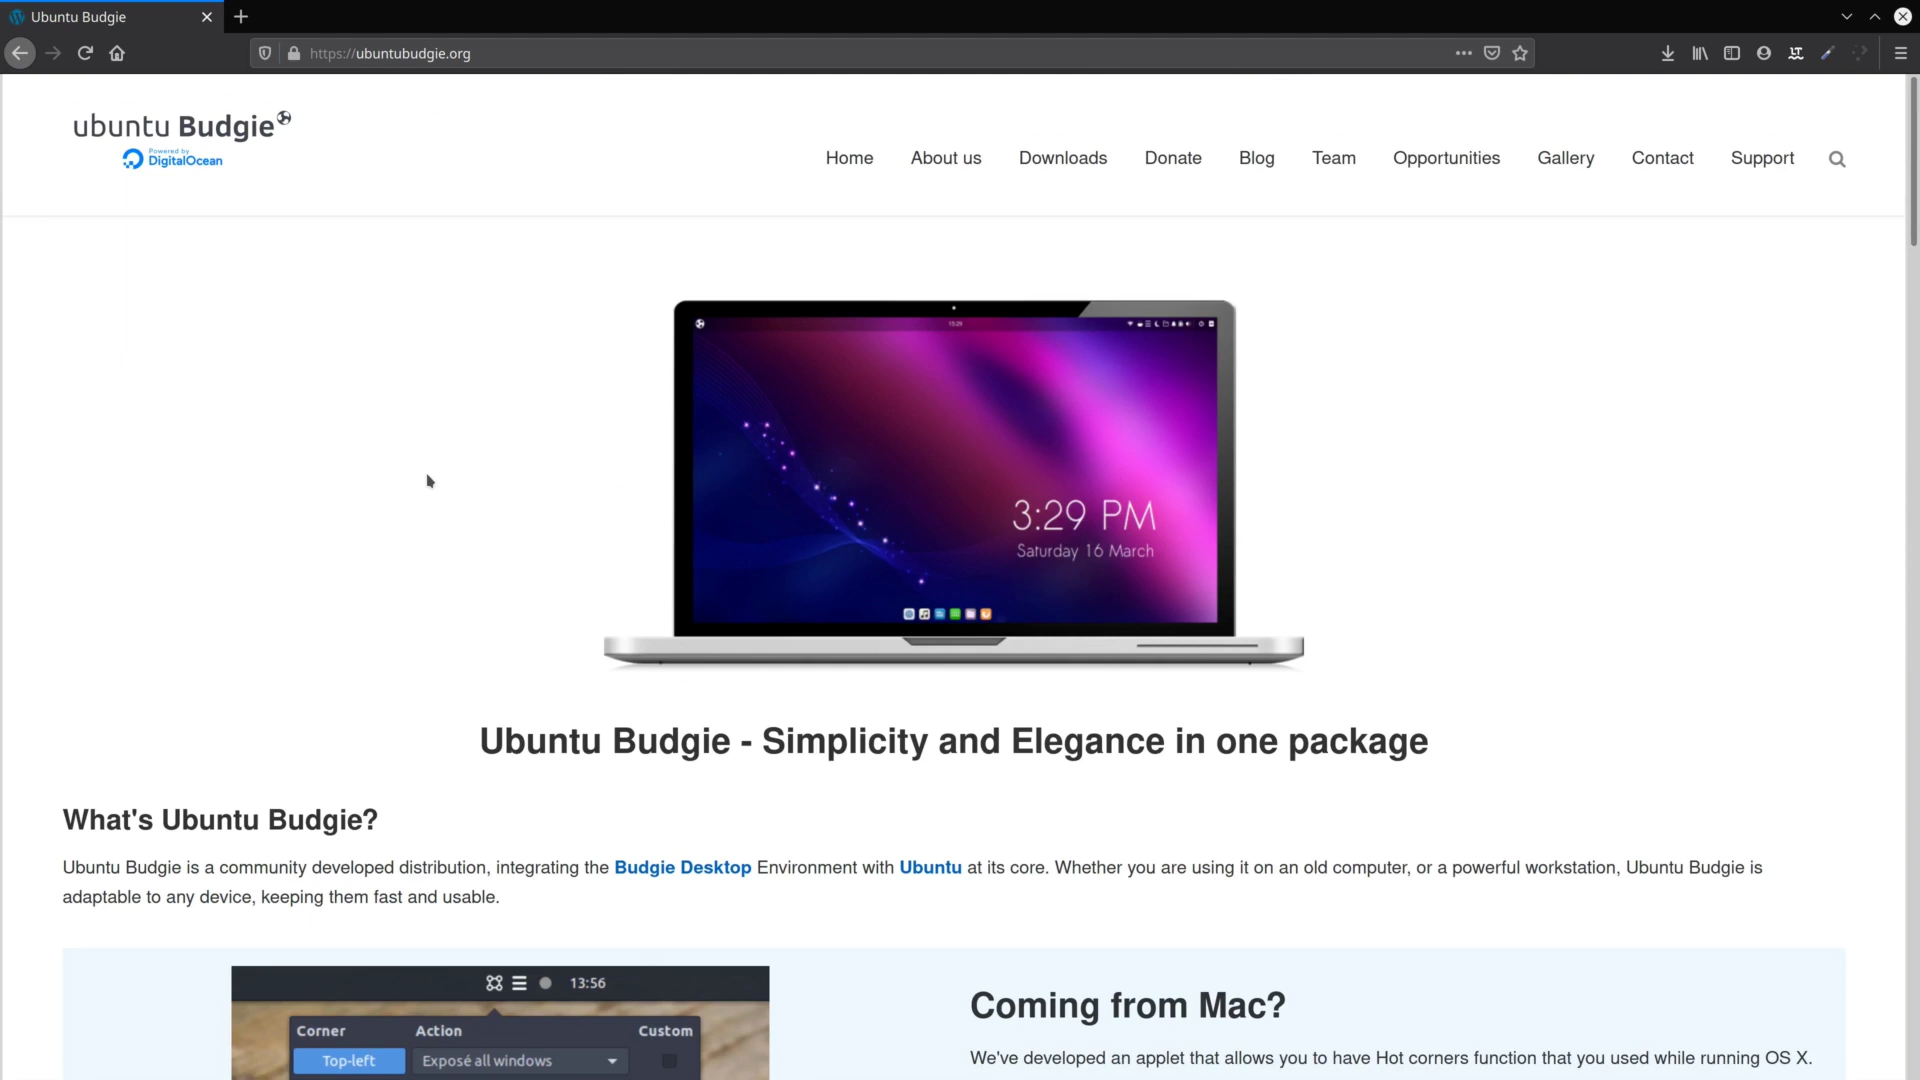 Ubuntu Budgie
https://ubuntubudgie.org
ubuntu Budgie
Powered by
DigitalOcean
Home About us Downloads Donate Blog Team Opportunities Gallery Contact Support
15:29
3:29 PM
Saturday 16 March
Ubuntu Budgie - Simplicity and Elegance in one package
What's Ubuntu Budgie?
Ubuntu Budgie is a community developed distribution, integrating the Budgie Desktop Environment with Ubuntu at its core. Whether you are using it on an old computer, or a powerful workstation, Ubuntu Budgie is
adaptable to any device, keeping them fast and usable.
13:56
Corner Action Custom
Top-left Exposé all windows
Coming from Mac?
We've developed an applet that allows you to have Hot corners function that you used while running OS X.